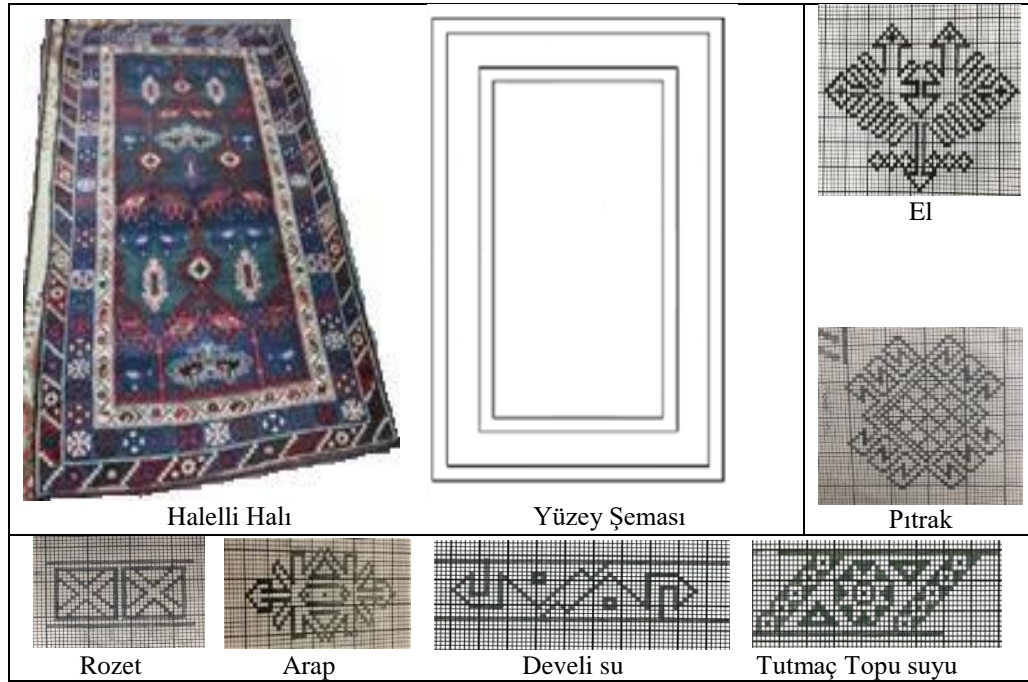 El
Halelli Halı
Yüzey Şeması
Pıtrak
Rozet
Arap
Develi su
Tutmaç Topu suyu